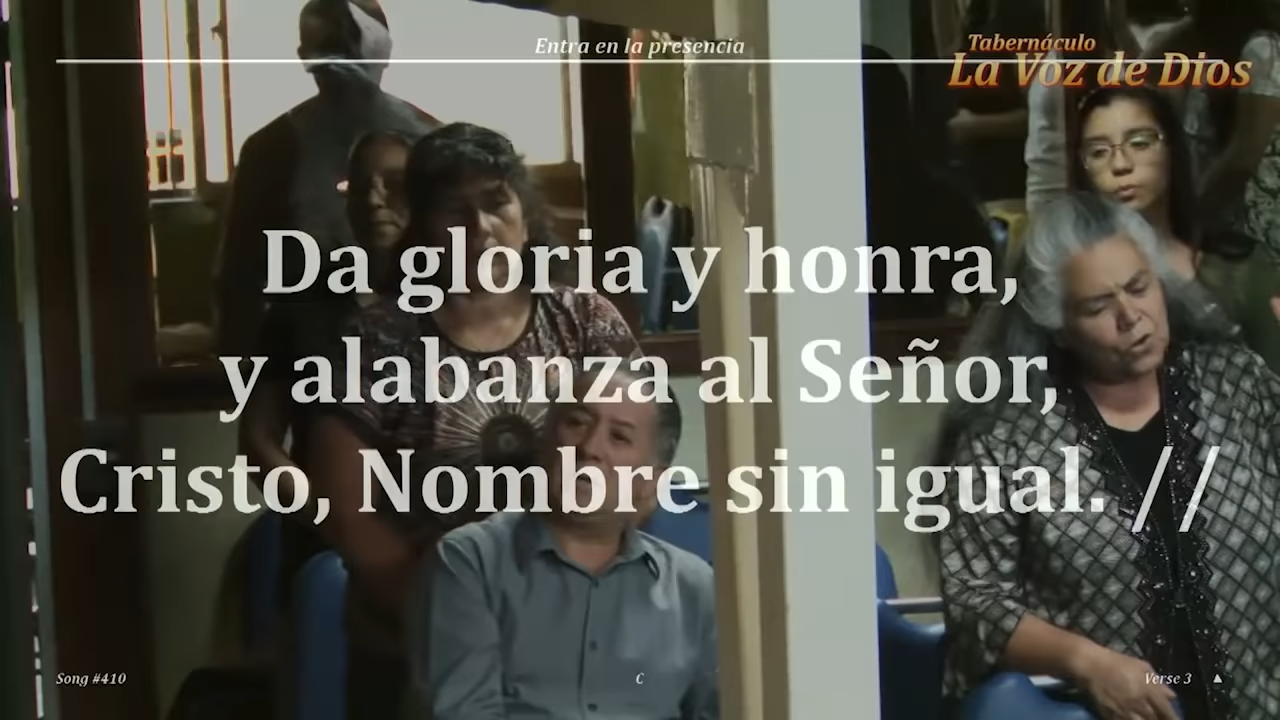 Entra en la presencia
Tabernáculo
La Voz de Dios
Da gloria y honra,
y alabanza al Señor,
Cristo, Nombre sin igual. //
Song #410
C
Verse 3 ▲